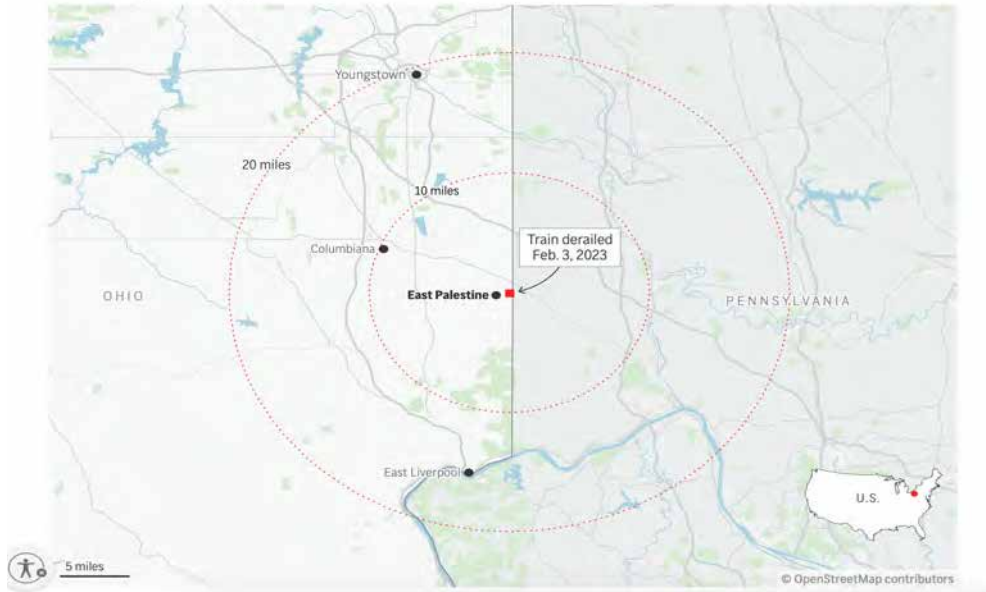 Youngstown
20 miles
10 miles
Train derailed
Feb. 3, 2023
Columbiana
East Palestine
OHIO
PENNSYLVANIA
East Liverpool
U.S.
5 miles
© OpenStreetMap contributors